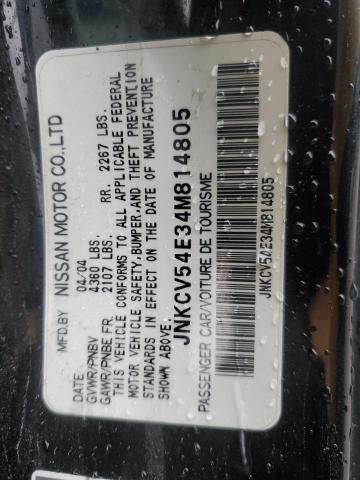 MFD.BY NISSAN MOTOR CO.,LTD
DATE: 04/04
GVWR/PNBV 4360 LBS.
GAWR/PNBE FR. 2107 LBS. RR. 2267 LBS.
THIS VEHICLE CONFORMS TO ALL APPLICABLE FEDERAL
MOTOR VEHICLE SAFETY,BUMPER,AND THEFT PREVENTION
STANDARDS IN EFFECT ON THE DATE OF MANUFACTURE
SHOWN ABOVE.
JNKCV54E34M814805
PASSENGER CAR/VOITURE DE TOURISME
JNKCV54E34M814805